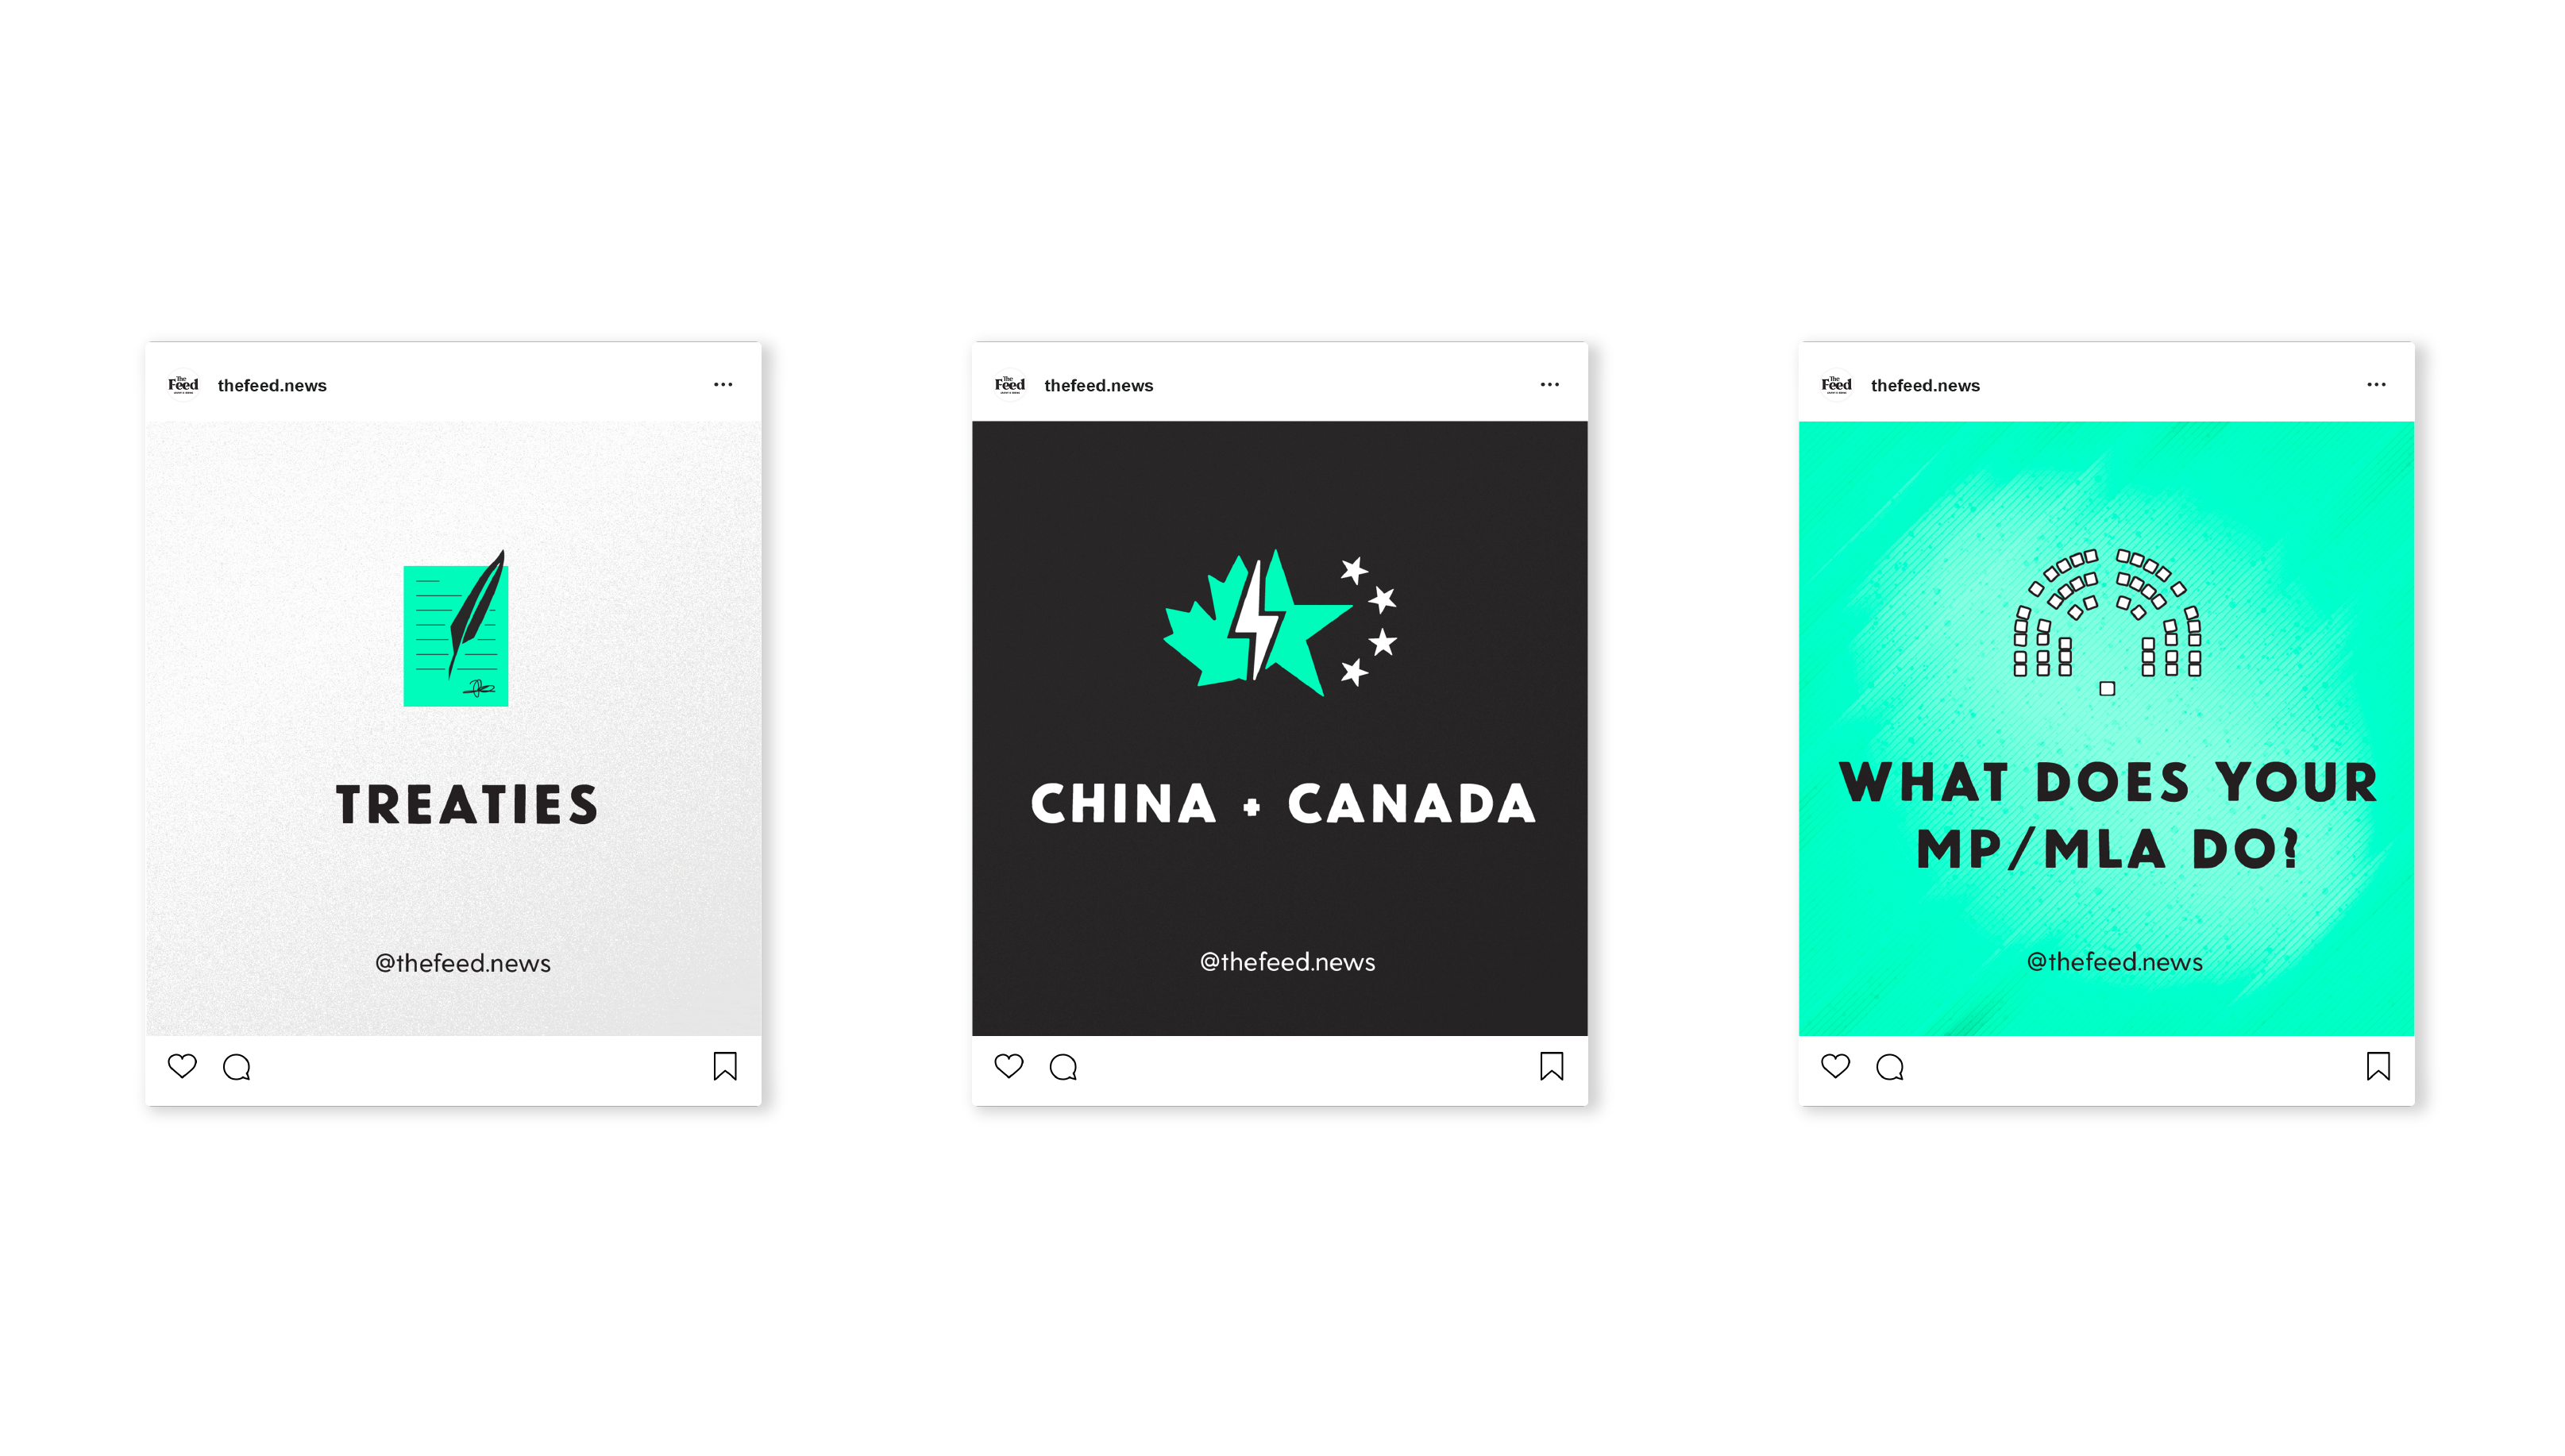 The
Feed
thefeed.news
TREATIES
@thefeed.news
The
Feed
thefeed.news
CHINA + CANADA
@thefeed.news
The
Feed
thefeed.news
WHAT DOES YOUR
MP/MLA DO?
@thefeed.news